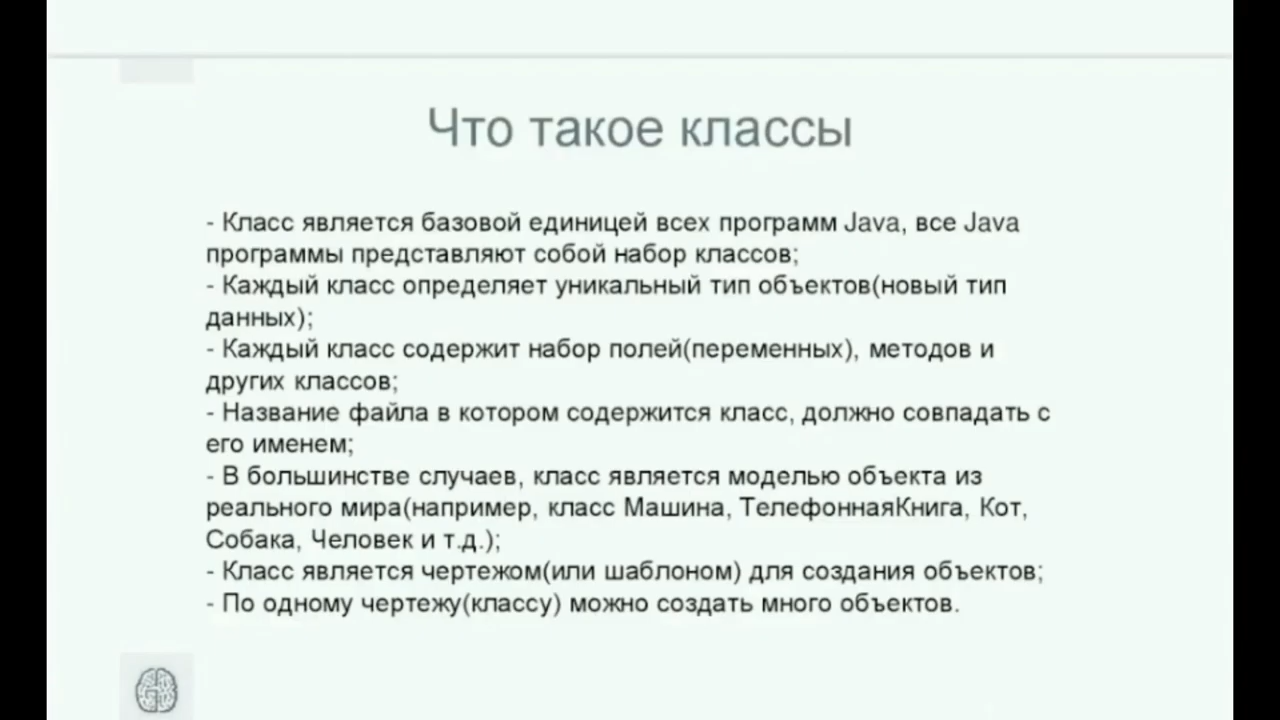 Что такое классы
- Класс является базовой единицей всех программ Java, все Java
программы представляют собой набор классов;
- Каждый класс определяет уникальный тип объектов(новый тип
данных);
- Каждый класс содержит набор полей(переменных), методов и
других классов;
- Название файла в котором содержится класс, должно совпадать с
его именем;
- В большинстве случаев, класс является моделью объекта из
реального мира(например, класс Машина, ТелефоннаяКнига, Кот,
Собака, Человек и т.д.);
- Класс является чертежом(или шаблоном) для создания объектов;
- По одному чертежу(классу) можно создать много объектов.